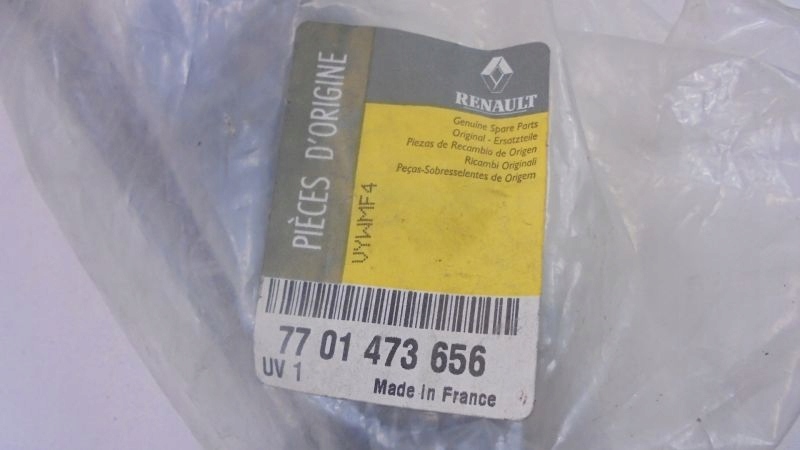 RENAULT
PIÈCES D'ORIGINE
Genuine Spare Parts
Original - Ersatzteile
Piezas de Recambio de Origen
Ricambi Originali
Peças-Sobresselentes de Origem
VYWMF4
77 01 473 656
UV 1
Made in France